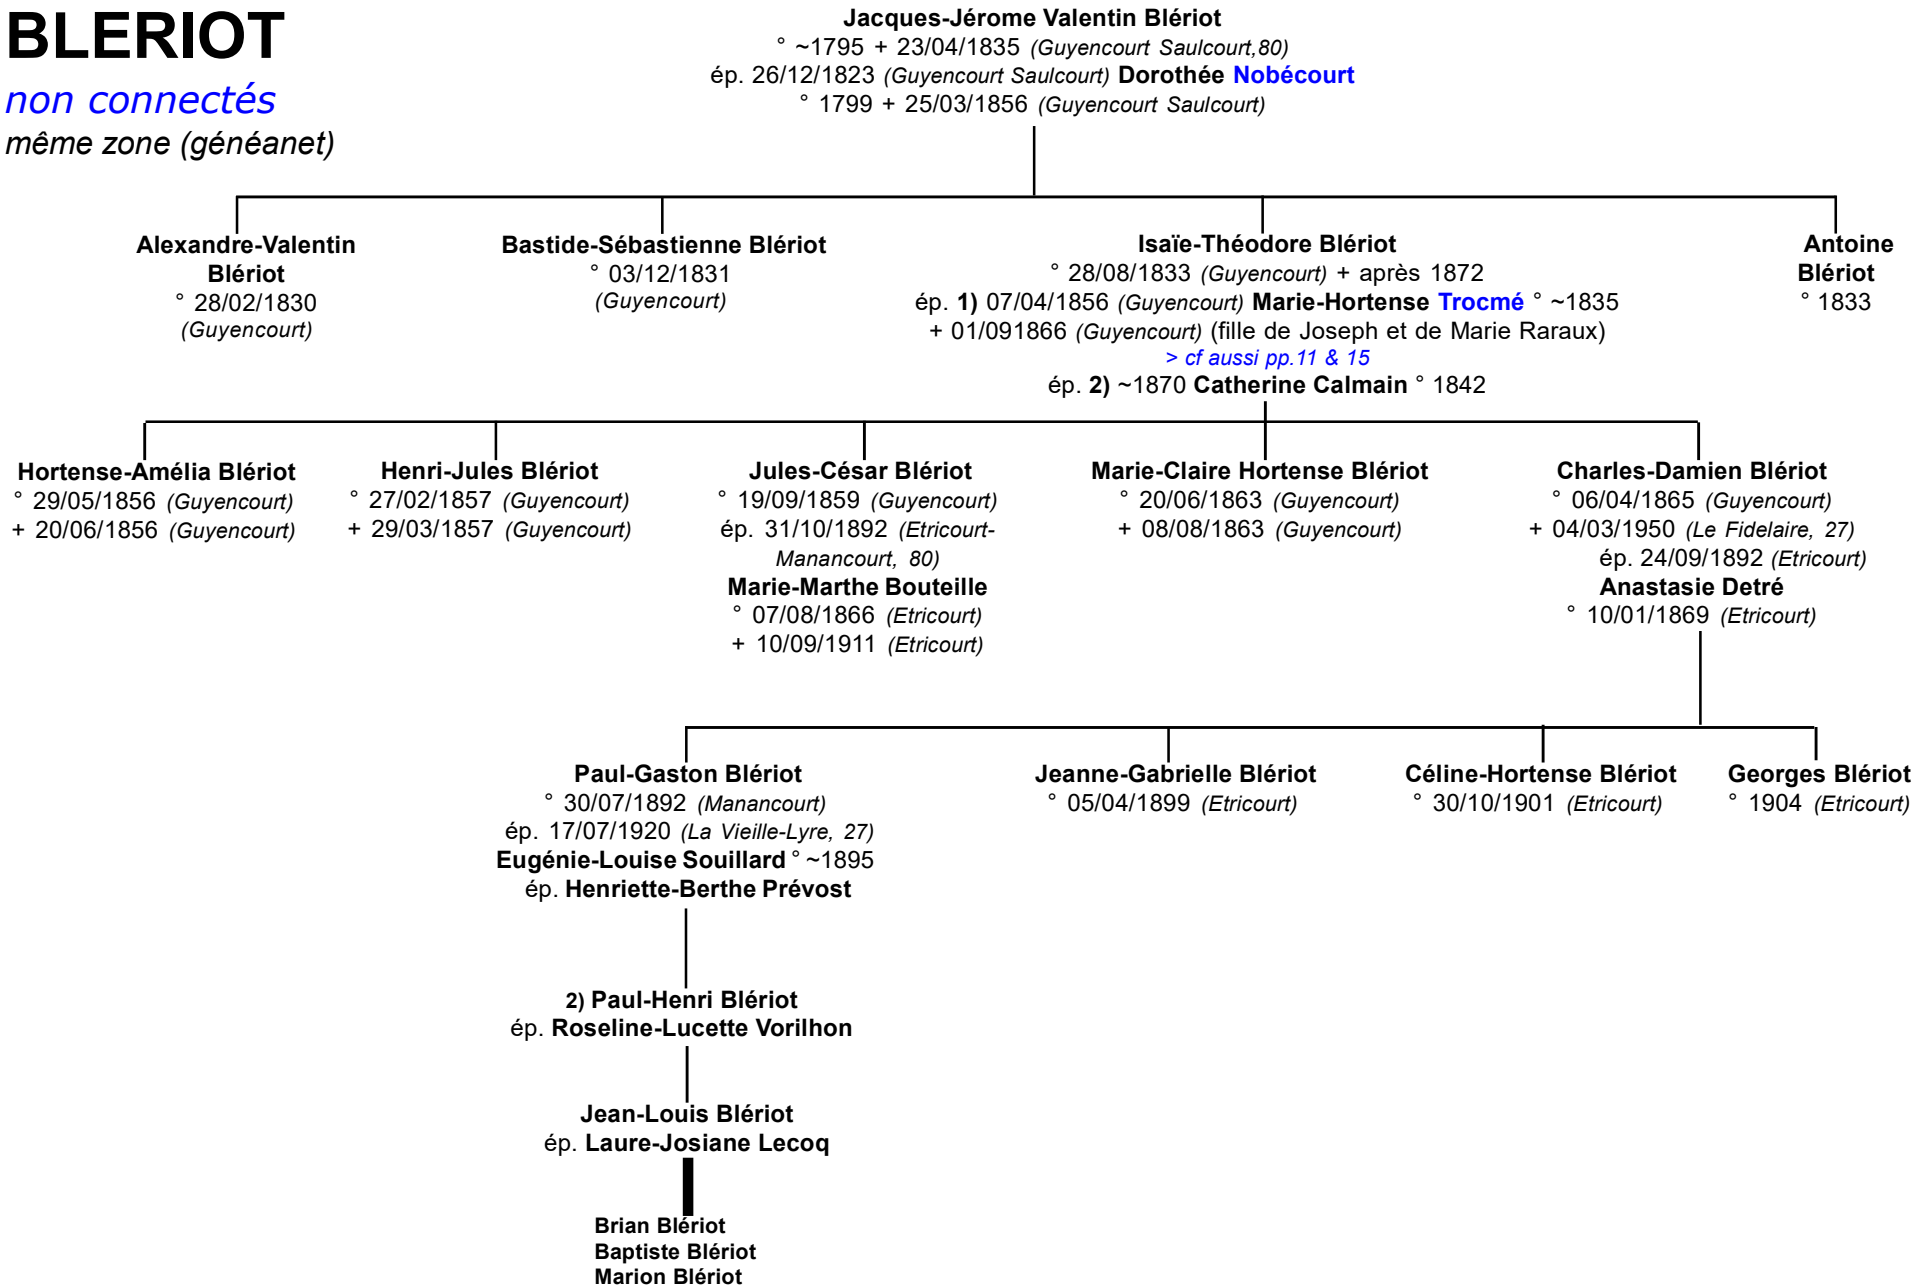 BLERIOT
non connectés
même zone (généanet)
Jacques-Jérome Valentin Blériot
° ~1795 + 23/04/1835 (Guyencourt Saulcourt,80)
ép. 26/12/1823 (Guyencourt Saulcourt) Dorothée Nobécourt
° 1799 + 25/03/1856 (Guyencourt Saulcourt)
Alexandre-Valentin
Blériot
° 28/02/1830
(Guyencourt)
Bastide-Sébastienne Blériot
° 03/12/1831
(Guyencourt)
Isaïe-Théodore Blériot
° 28/08/1833 (Guyencourt) + après 1872
ép. 1) 07/04/1856 (Guyencourt) Marie-Hortense Trocmé ° ~1835
+ 01/091866 (Guyencourt) (fille de Joseph et de Marie Raraux)
> cf aussi pp.11 & 15
ép. 2) ~1870 Catherine Calmain ° 1842
Antoine
Blériot
° 1833
Hortense-Amélia Blériot
° 29/05/1856 (Guyencourt)
+ 20/06/1856 (Guyencourt)
Henri-Jules Blériot
° 27/02/1857 (Guyencourt)
+ 29/03/1857 (Guyencourt)
Jules-César Blériot
° 19/09/1859 (Guyencourt)
ép. 31/10/1892 (Etricourt-
Manancourt, 80)
Marie-Marthe Bouteille
° 07/08/1866 (Etricourt)
+ 10/09/1911 (Etricourt)
Marie-Claire Hortense Blériot
° 20/06/1863 (Guyencourt)
+ 08/08/1863 (Guyencourt)
Charles-Damien Blériot
° 06/04/1865 (Guyencourt)
+ 04/03/1950 (Le Fidelaire, 27)
ép. 24/09/1892 (Etricourt)
Anastasie Detré
° 10/01/1869 (Etricourt)
Paul-Gaston Blériot
° 30/07/1892 (Manancourt)
ép. 17/07/1920 (La Vieille-Lyre, 27)
Eugénie-Louise Souillard ° ~1895
ép. Henriette-Berthe Prévost
Jeanne-Gabrielle Blériot
° 05/04/1899 (Etricourt)
Céline-Hortense Blériot
° 30/10/1901 (Etricourt)
Georges Blériot
° 1904 (Etricourt)
2) Paul-Henri Blériot
ép. Roseline-Lucette Vorilhon
Jean-Louis Blériot
ép. Laure-Josiane Lecoq
Brian Blériot
Baptiste Blériot
Marion Blériot